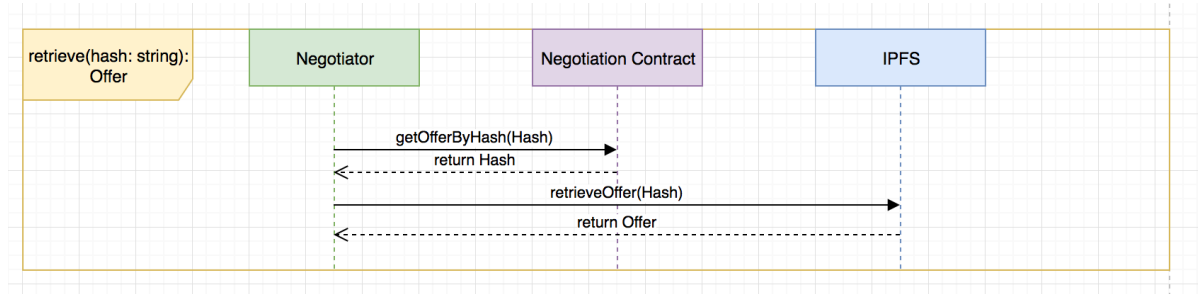 retrieve(hash: string):
Offer
Negotiator
Negotiation Contract
IPFS
getOfferByHash(Hash)
return Hash
retrieveOffer(Hash)
return Offer